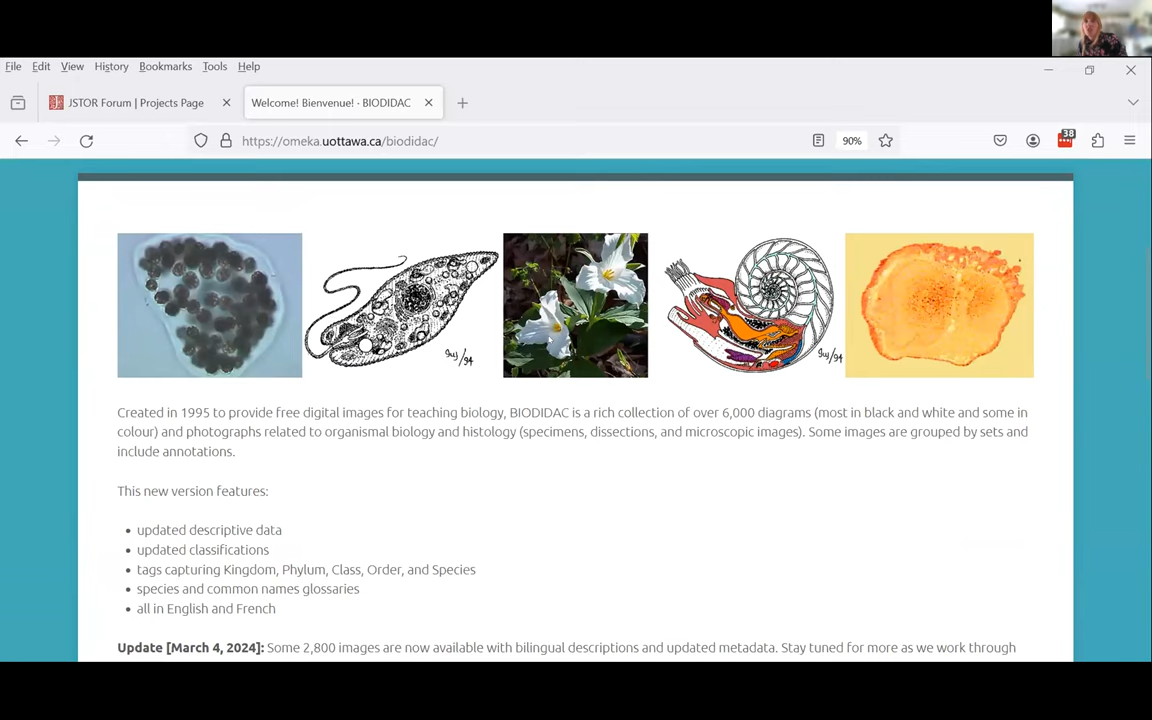 File Edit View History Bookmarks Tools Help
JSTOR Forum | Projects Page
Welcome! Bienvenue! · BIODIDAC
https://omeka.uottawa.ca/biodidac/
90%
38
Created in 1995 to provide free digital images for teaching biology, BIODIDAC is a rich collection of over 6,000 diagrams (most in black and white and some in
colour) and photographs related to organismal biology and histology (specimens, dissections, and microscopic images). Some images are grouped by sets and
include annotations.
This new version features:
updated descriptive data
updated classifications
tags capturing Kingdom, Phylum, Class, Order, and Species
species and common names glossaries
all in English and French
Update [March 4, 2024]: Some 2,800 images are now available with bilingual descriptions and updated metadata. Stay tuned for more as we work through